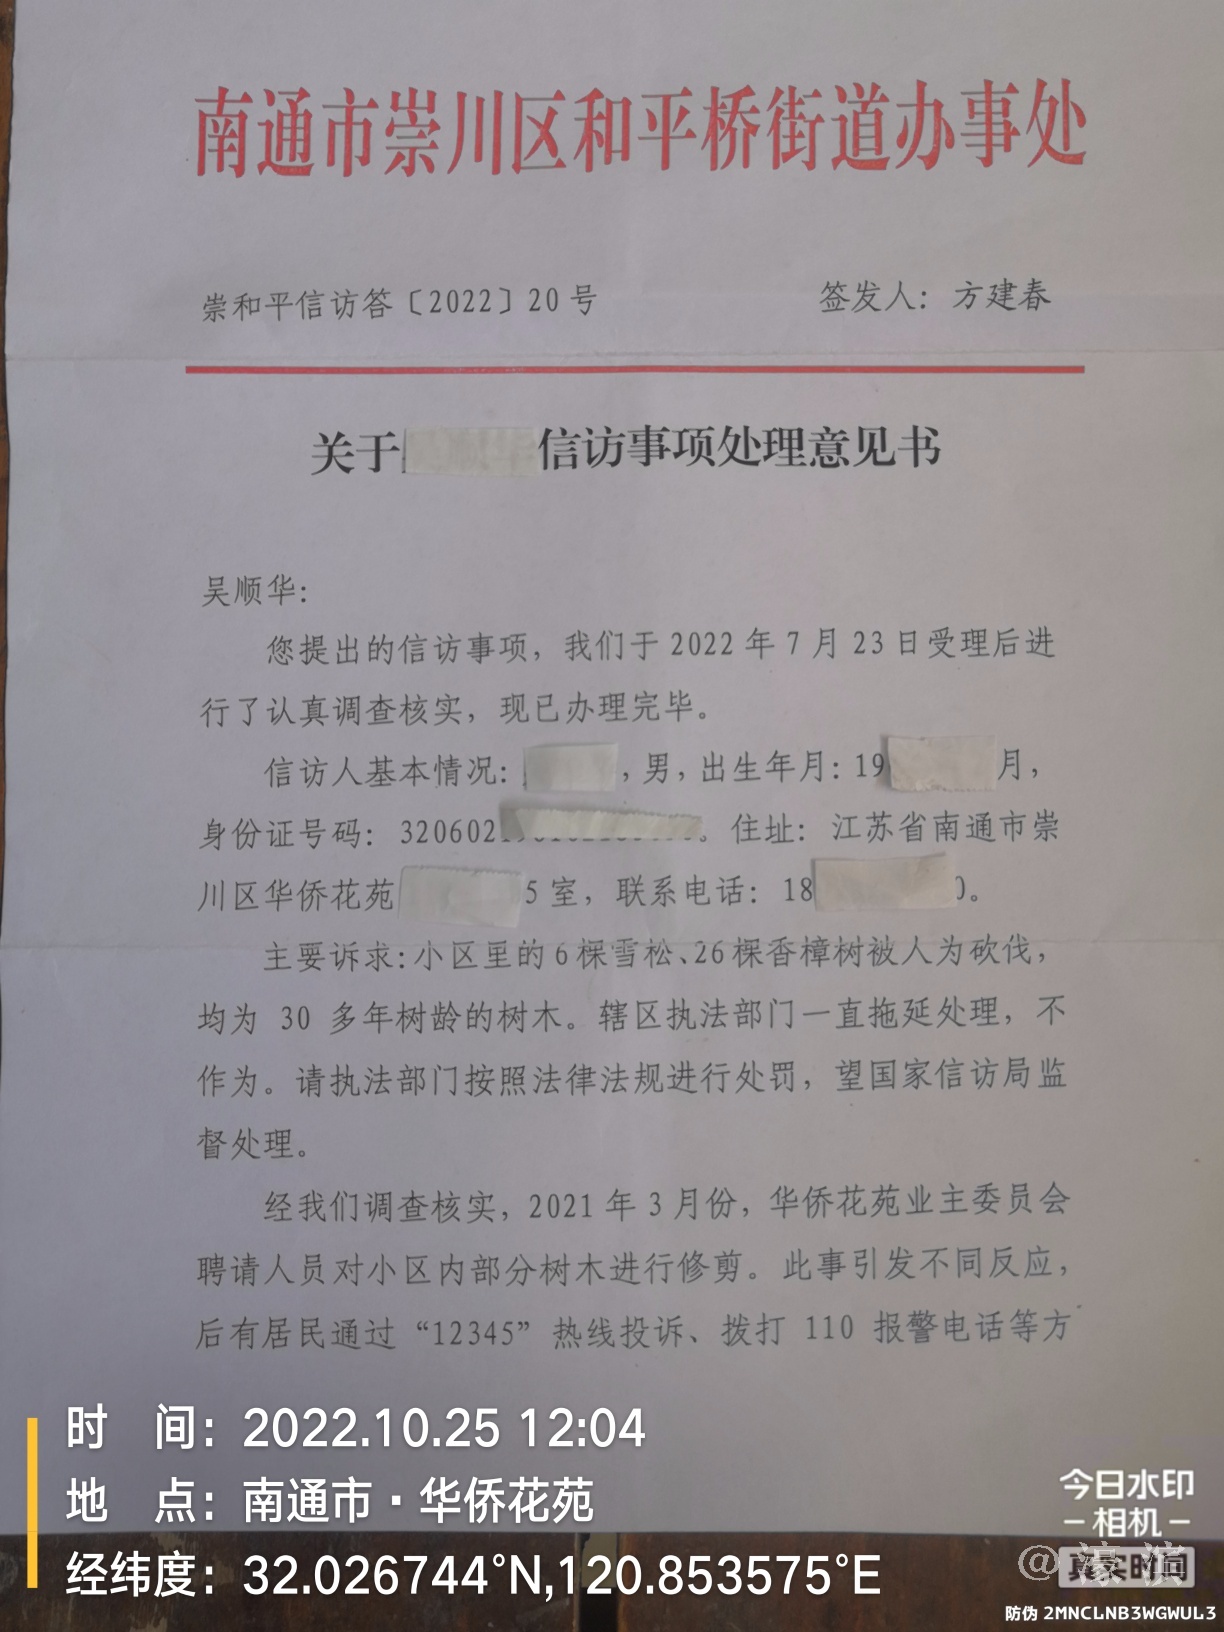 南通市崇川区和平桥街道办事处
崇和平信访答〔2022〕20号 签发人：方建春
关于 信访事项处理意见书
吴顺华：
您提出的信访事项，我们于2022年7月23日受理后进
行了认真调查核实，现已办理完毕。
信访人基本情况： ，男，出生年月：19 月，
身份证号码：320602 。住址：江苏省南通市崇
川区华侨花苑 5室，联系电话：18 0。
主要诉求：小区里的6棵雪松、26棵香樟树被人为砍伐，
均为 30 多年树龄的树木。辖区执法部门一直拖延处理，不
作为。请执法部门按照法律法规进行处罚，望国家信访局监
督处理。
经我们调查核实，2021年3月份，华侨花苑业主委员会
聘请人员对小区内部分树木进行修剪。此事引发不同反应，
后有居民通过“12345”热线投诉、拨打 110 报警电话等方
时 间：2022.10.25 12:04
地 点：南通市·华侨花苑
经纬度：32.026744°N,120.853575°E
今日水印
-相机-
真实时间
@濠滨
防伪 2MNCLNB3WGWUL3